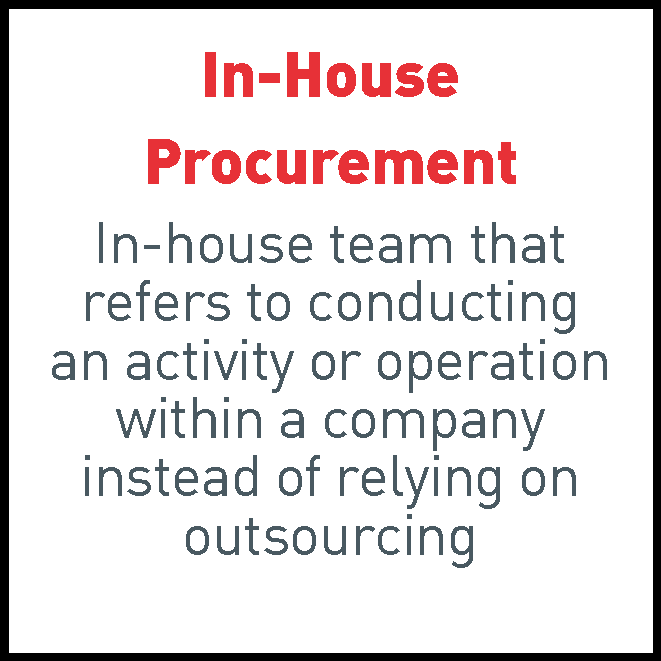 In-House
Procurement
In-house team that
refers to conducting
an activity or operation
within a company
instead of relying on
outsourcing